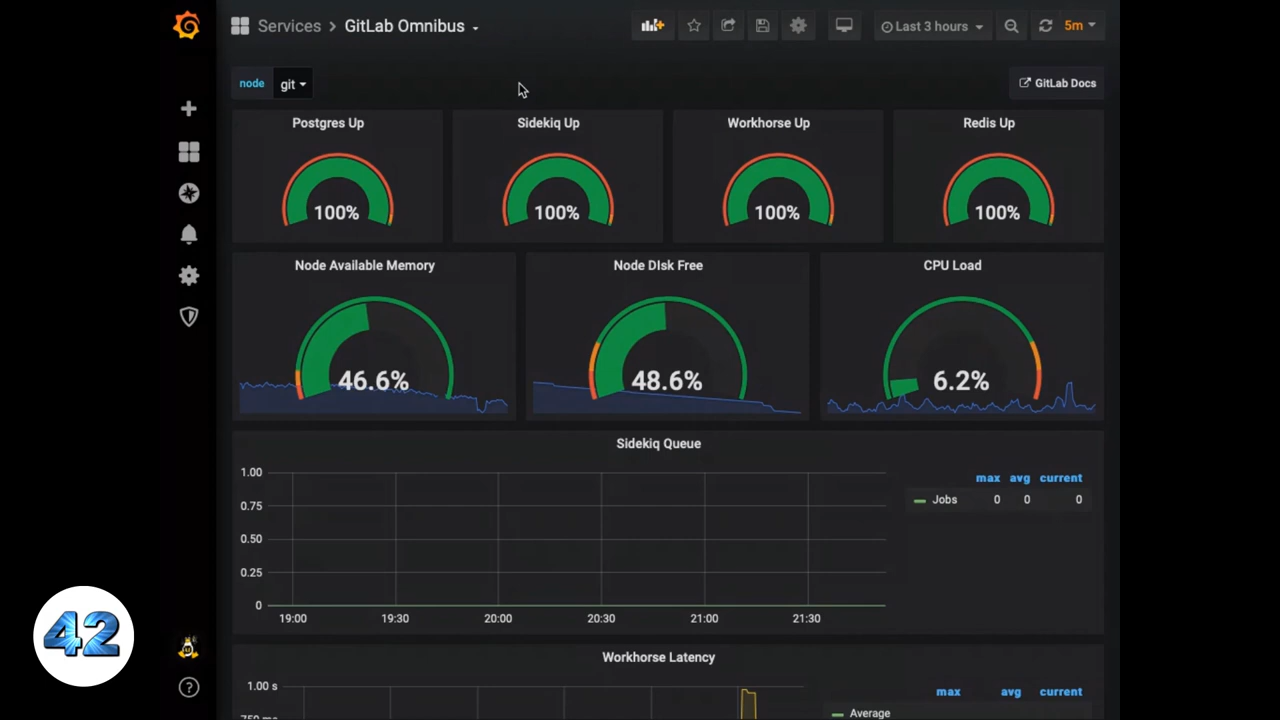 Services > GitLab Omnibus
Last 3 hours
5m
node git
GitLab Docs
Postgres Up
Sidekiq Up
Workhorse Up
Redis Up
100%
100%
100%
100%
Node Available Memory
Node DIsk Free
CPU Load
46.6%
48.6%
6.2%
Sidekiq Queue
1.00
0.75
0.50
0.25
0
19:00 19:30 20:00 20:30 21:00 21:30
max avg current
Jobs 0 0 0
Workhorse Latency
1.00 s
750 ms
max avg current
Average
42